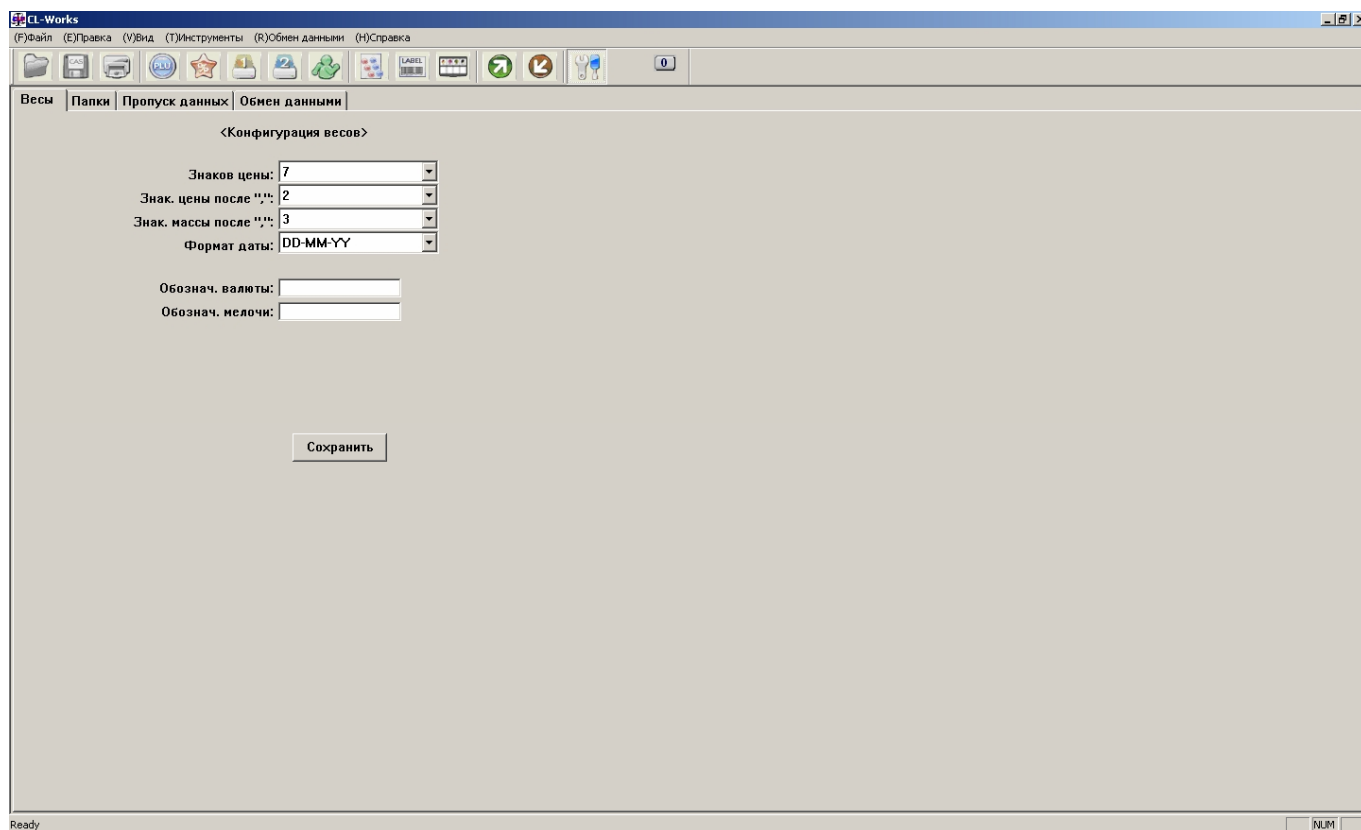 CL-Works
(F)Файл (E)Правка (V)Вид (T)Инструменты (R)Обмен данными (H)Справка
CAS PLU 1 2 LABEL 0
Весы Папки Пропуск данных Обмен данными
<Конфигурация весов>
Знаков цены: 7
Знак. цены после ",": 2
Знак. массы после ",": 3
Формат даты: DD-MM-YY
Обознач. валюты:
Обознач. мелочи:
Сохранить
Ready NUM